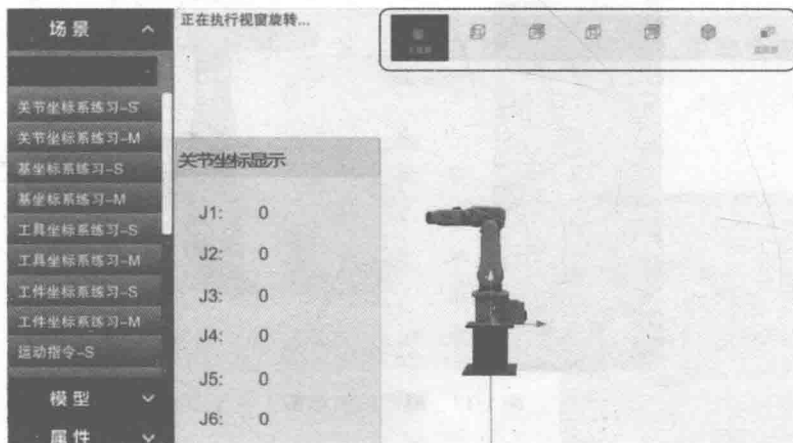 场景
正在执行视窗旋转...
关节坐标系练习-S
关节坐标系练习-M
基坐标系练习-S
基坐标系练习-M
工具坐标系练习-S
工具坐标系练习-M
工件坐标系练习-S
工件坐标系练习-M
运动指令-S
模型
属性
关节坐标显示
J1: 0
J2: 0
J3: 0
J4: 0
J5: 0
J6: 0